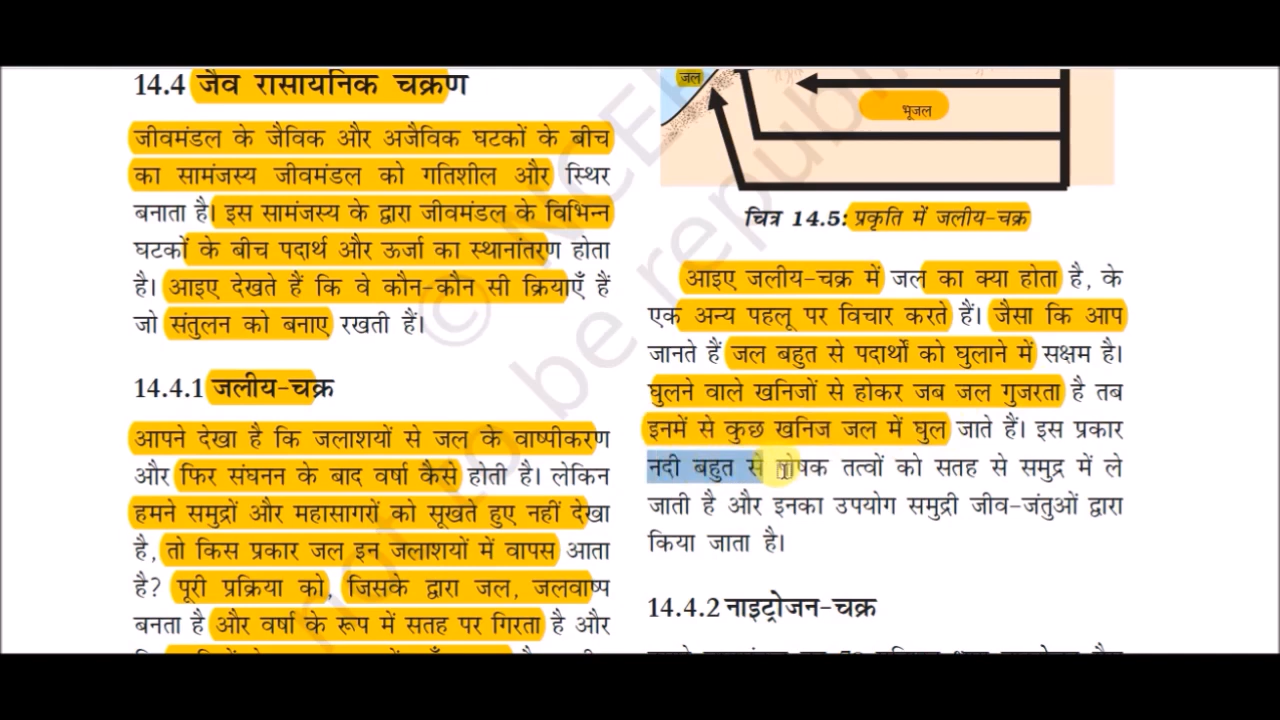 14.4 जैव रासायनिक चक्रण
जीवमंडल के जैविक और अजैविक घटकों के बीच
का सामंजस्य जीवमंडल को गतिशील और स्थिर
बनाता है। इस सामंजस्य के द्वारा जीवमंडल के विभिन्न
घटकों के बीच पदार्थ और ऊर्जा का स्थानांतरण होता
है। आइए देखते हैं कि वे कौन-कौन सी क्रियाएँ हैं
जो संतुलन को बनाए रखती हैं।
14.4.1 जलीय-चक्र
आपने देखा है कि जलाशयों से जल के वाष्पीकरण
और फिर संघनन के बाद वर्षा कैसे होती है। लेकिन
हमने समुद्रों और महासागरों को सूखते हुए नहीं देखा
है, तो किस प्रकार जल इन जलाशयों में वापस आता
है? पूरी प्रक्रिया को, जिसके द्वारा जल, जलवाष्प
बनता है और वर्षा के रूप में सतह पर गिरता है और
जल
भूजल
चित्र 14.5: प्रकृति में जलीय-चक्र
आइए जलीय-चक्र में जल का क्या होता है, के
एक अन्य पहलू पर विचार करते हैं। जैसा कि आप
जानते हैं जल बहुत से पदार्थों को घुलाने में सक्षम है।
घुलने वाले खनिजों से होकर जब जल गुजरता है तब
इनमें से कुछ खनिज जल में घुल जाते हैं। इस प्रकार
नदी बहुत से पोषक तत्वों को सतह से समुद्र में ले
जाती है और इनका उपयोग समुद्री जीव-जंतुओं द्वारा
किया जाता है।
14.4.2 नाइट्रोजन-चक्र